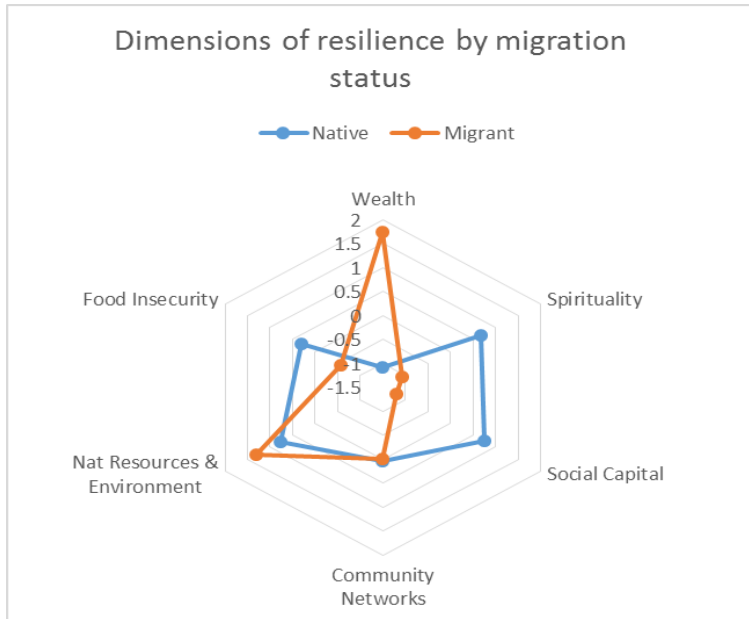 Dimensions of resilience by migration
status
Native Migrant
Wealth
2
1.5
1
0.5
0
-0.5
-1
-1.5
Food Insecurity
Spirituality
Nat Resources &
Environment
Social Capital
Community
Networks